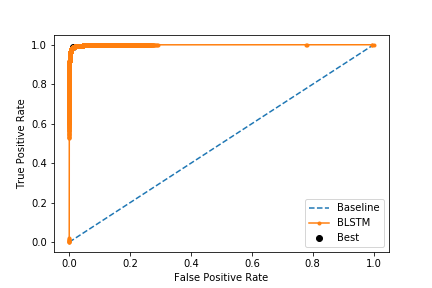 1.0
0.8
0.6
0.4
0.2
0.0
True Positive Rate
0.0 0.2 0.4 0.6 0.8 1.0
False Positive Rate
Baseline
BLSTM
Best